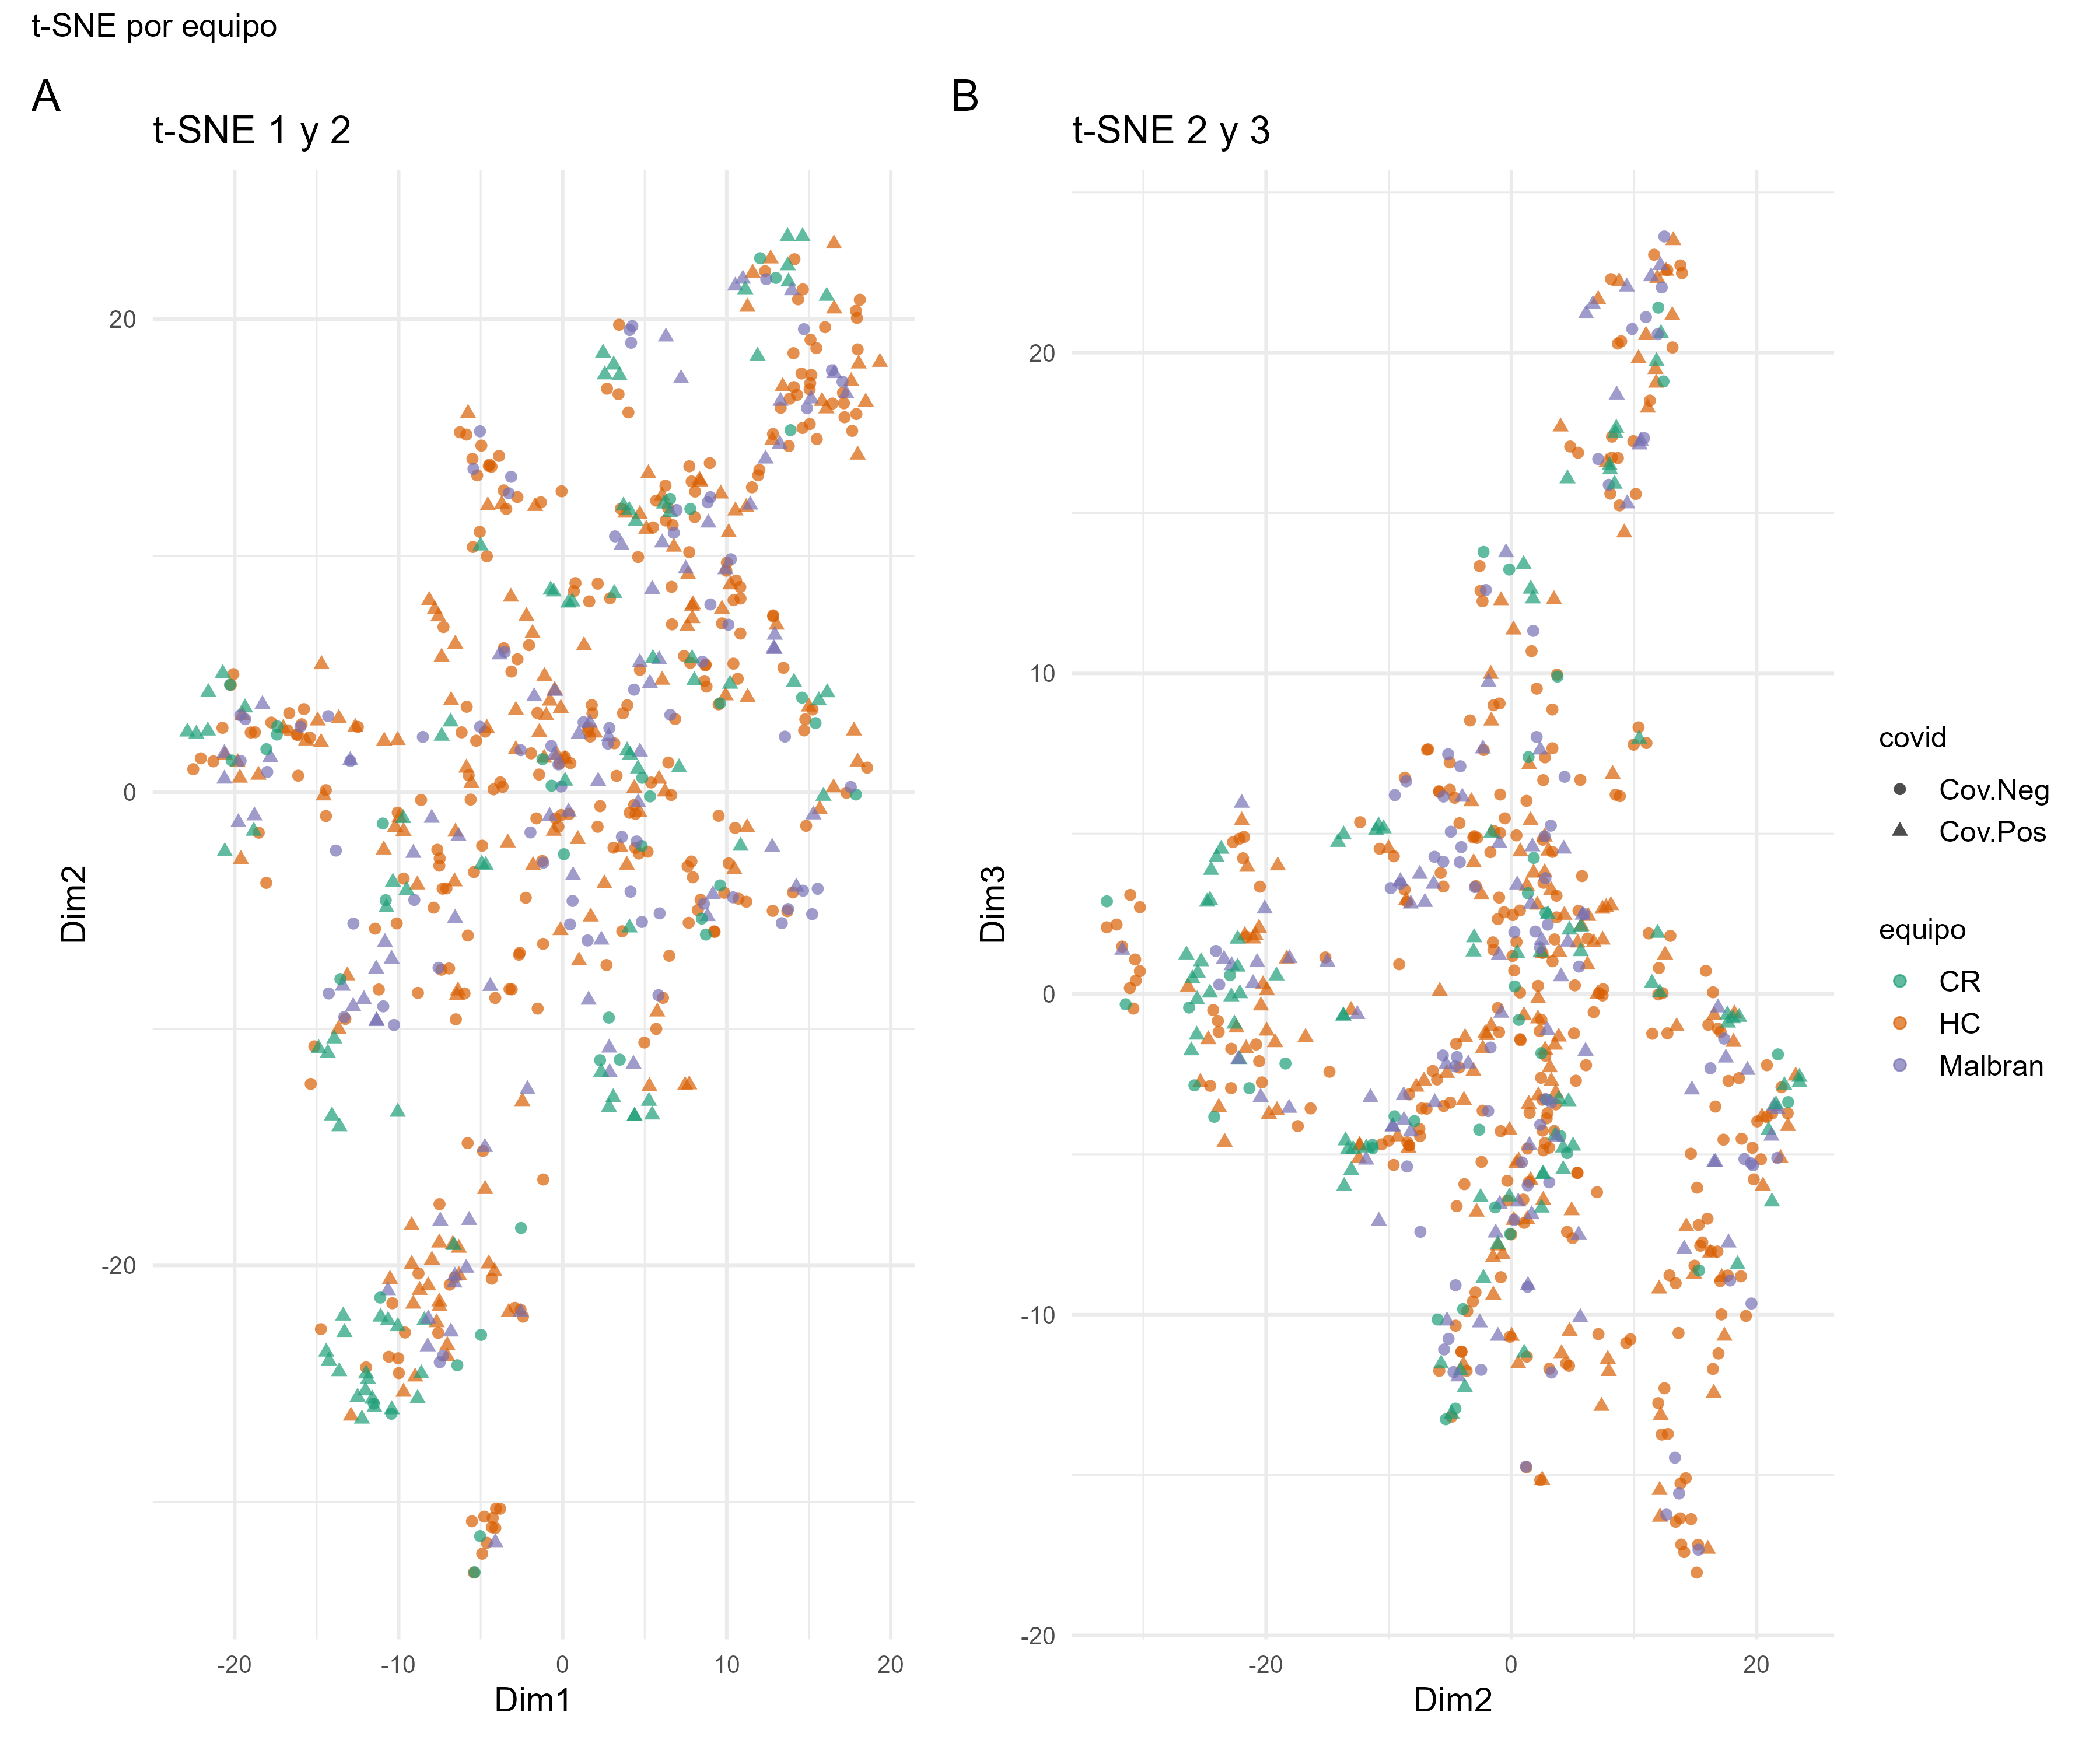 t-SNE por equipo
A
t-SNE 1 y 2
20
0
-20
Dim2
-20 -10 0 10 20
Dim1
B
t-SNE 2 y 3
20
10
0
-10
-20
Dim3
-20 0 20
Dim2
covid
Cov.Neg
Cov.Pos
equipo
CR
HC
Malbran